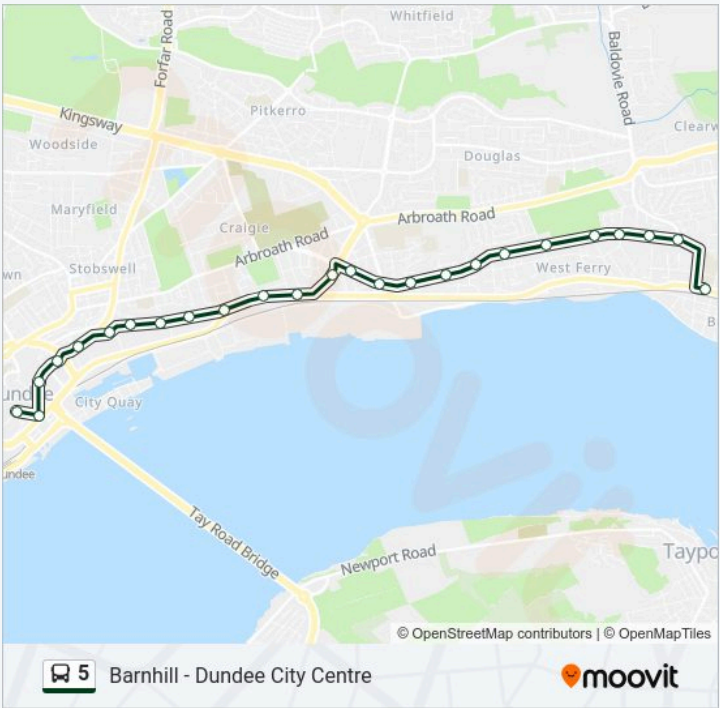 Whitfield
Forfar Road
Baldovie Road
Kingsway
Pitkerro
Woodside
Clearw
Douglas
Maryfield
Craigie
Arbroath Road
Arbroath Road
Stobswell
West Ferry
wn
B
undee
City Quay
undee
Tay Road Bridge
Newport Road
Taypo
© OpenStreetMap contributors | © OpenMapTiles
5 Barnhill - Dundee City Centre
moovit